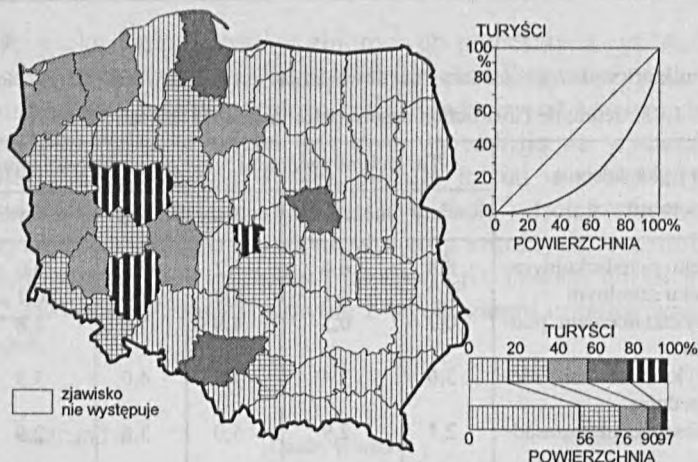 TURYŚCI
100
%
80
60
40
20
0
0 20 40 60 80 100%
POWIERZCHNIA
TURYŚCI
0 20 40 60 80 100%
0 56 76 90 97
POWIERZCHNIA
zjawisko
nie występuje